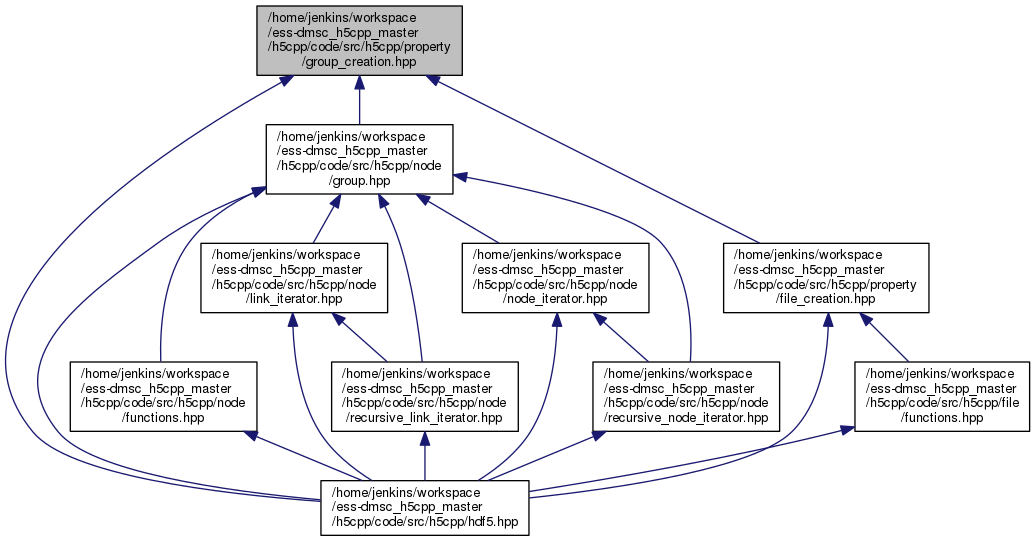 /home/jenkins/workspace
/ess-dmsc_h5cpp_master
/h5cpp/code/src/h5cpp/property
/group_creation.hpp
/home/jenkins/workspace
/ess-dmsc_h5cpp_master
/h5cpp/code/src/h5cpp/node
/group.hpp
/home/jenkins/workspace
/ess-dmsc_h5cpp_master
/h5cpp/code/src/h5cpp/node
/link_iterator.hpp
/home/jenkins/workspace
/ess-dmsc_h5cpp_master
/h5cpp/code/src/h5cpp/node
/node_iterator.hpp
/home/jenkins/workspace
/ess-dmsc_h5cpp_master
/h5cpp/code/src/h5cpp/property
/file_creation.hpp
/home/jenkins/workspace
/ess-dmsc_h5cpp_master
/h5cpp/code/src/h5cpp/node
/functions.hpp
/home/jenkins/workspace
/ess-dmsc_h5cpp_master
/h5cpp/code/src/h5cpp/node
/recursive_link_iterator.hpp
/home/jenkins/workspace
/ess-dmsc_h5cpp_master
/h5cpp/code/src/h5cpp/node
/recursive_node_iterator.hpp
/home/jenkins/workspace
/ess-dmsc_h5cpp_master
/h5cpp/code/src/h5cpp/file
/functions.hpp
/home/jenkins/workspace
/ess-dmsc_h5cpp_master
/h5cpp/code/src/h5cpp/hdf5.hpp